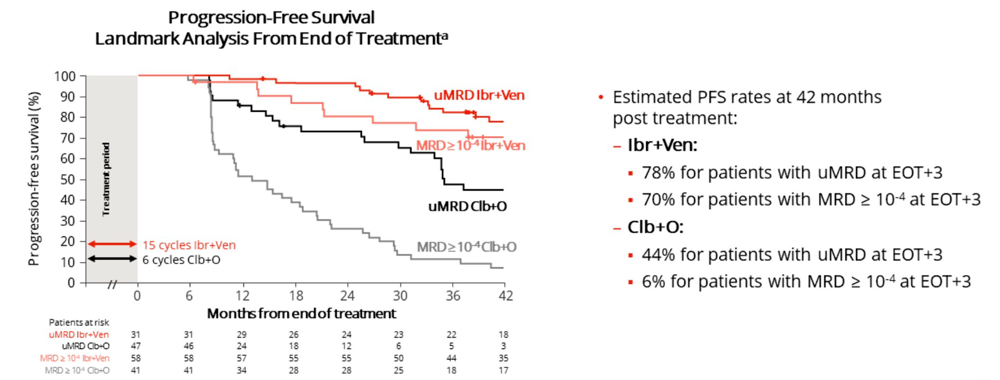 Progression-Free Survival
Landmark Analysis From End of Treatmentᵃ
Progression-free survival (%)
100
90
80
70
60
50
40
30
20
10
0
Treatment period
15 cycles Ibr+Ven
6 cycles Clb+O
uMRD Ibr+Ven
MRD ≥ 10⁻⁴ Ibr+Ven
uMRD Clb+O
MRD ≥ 10⁻⁴ Clb+O
0 6 12 18 24 30 36 42
Months from end of treatment
Patients at risk
uMRD Ibr+Ven 31 31 29 26 24 23 22 18
uMRD Clb+O 47 46 24 18 12 6 5 3
MRD ≥ 10⁻⁴ Ibr+Ven 58 58 57 55 55 50 44 35
MRD ≥ 10⁻⁴ Clb+O 41 41 34 28 28 25 18 17
• Estimated PFS rates at 42 months
post treatment:
– Ibr+Ven:
▪ 78% for patients with uMRD at EOT+3
▪ 70% for patients with MRD ≥ 10⁻⁴ at EOT+3
– Clb+O:
▪ 44% for patients with uMRD at EOT+3
▪ 6% for patients with MRD ≥ 10⁻⁴ at EOT+3